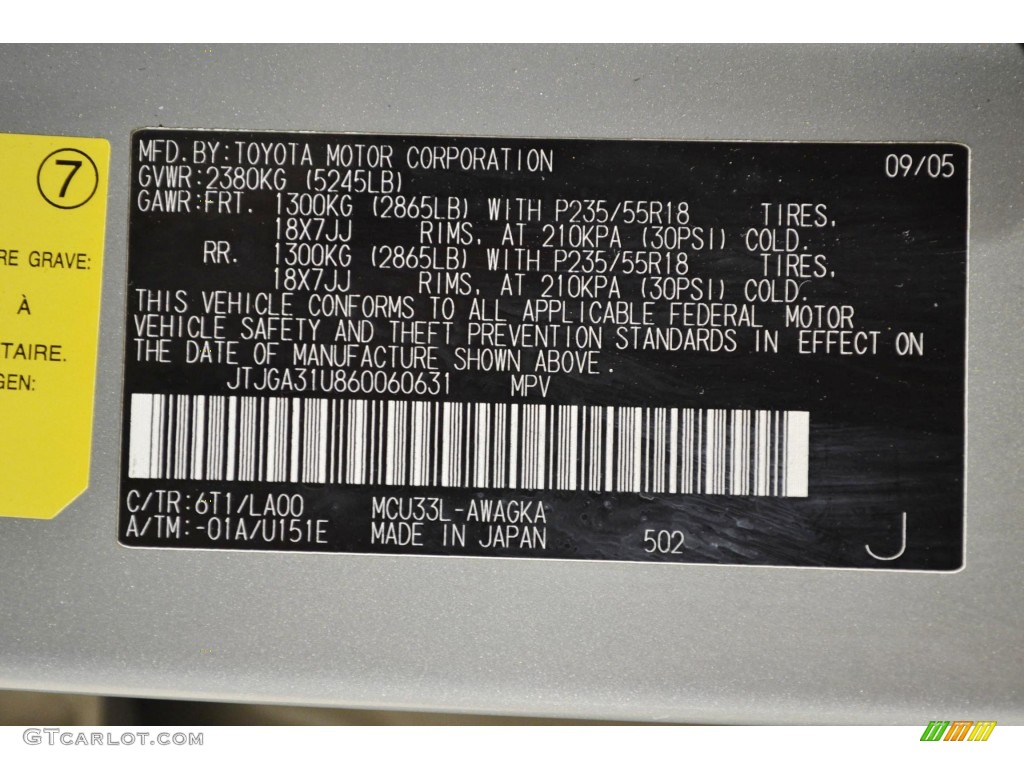 7
RE GRAVE:
À
TAIRE.
GEN:
MFD.BY:TOYOTA MOTOR CORPORATION 09/05
GVWR:2380KG (5245LB)
GAWR:FRT. 1300KG (2865LB) WITH P235/55R18 TIRES,
18X7JJ RIMS, AT 210KPA (30PSI) COLD.
RR. 1300KG (2865LB) WITH P235/55R18 TIRES,
18X7JJ RIMS, AT 210KPA (30PSI) COLD.
THIS VEHICLE CONFORMS TO ALL APPLICABLE FEDERAL MOTOR
VEHICLE SAFETY AND THEFT PREVENTION STANDARDS IN EFFECT ON
THE DATE OF MANUFACTURE SHOWN ABOVE.
JTJGA31U860060631 MPV
C/TR:6T1/LA00 MCU33L-AWAGKA
A/TM:-01A/U151E MADE IN JAPAN 502 J
GTCARLOT.COM